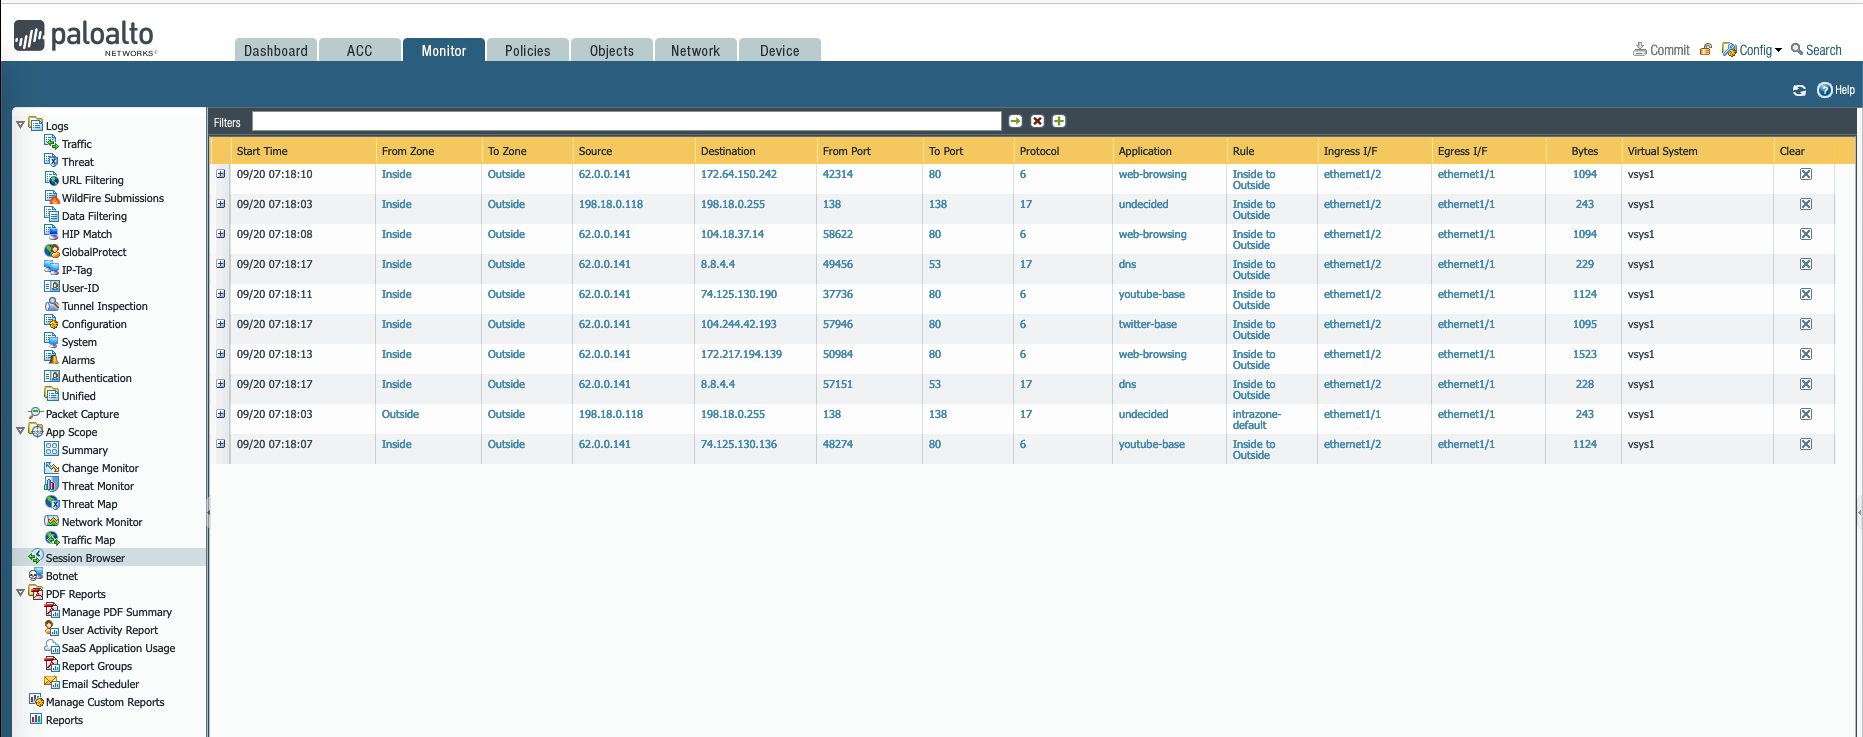 paloalto
NETWORKS®
Dashboard ACC Monitor Policies Objects Network Device
Commit Config Search
Help
Logs
Traffic
Threat
URL Filtering
WildFire Submissions
Data Filtering
HIP Match
GlobalProtect
IP-Tag
User-ID
Tunnel Inspection
Configuration
System
Alarms
Authentication
Unified
Packet Capture
App Scope
Summary
Change Monitor
Threat Monitor
Threat Map
Network Monitor
Traffic Map
Session Browser
Botnet
PDF Reports
Manage PDF Summary
User Activity Report
SaaS Application Usage
Report Groups
Email Scheduler
Manage Custom Reports
Reports
Filters
Start Time From Zone To Zone Source Destination From Port To Port Protocol Application Rule Ingress I/F Egress I/F Bytes Virtual System Clear
09/20 07:18:10 Inside Outside 62.0.0.141 172.64.150.242 42314 80 6 web-browsing Inside to Outside ethernet1/2 ethernet1/1 1094 vsys1
09/20 07:18:03 Inside Outside 198.18.0.118 198.18.0.255 138 138 17 undecided Inside to Outside ethernet1/2 ethernet1/1 243 vsys1
09/20 07:18:08 Inside Outside 62.0.0.141 104.18.37.14 58622 80 6 web-browsing Inside to Outside ethernet1/2 ethernet1/1 1094 vsys1
09/20 07:18:17 Inside Outside 62.0.0.141 8.8.4.4 49456 53 17 dns Inside to Outside ethernet1/2 ethernet1/1 229 vsys1
09/20 07:18:11 Inside Outside 62.0.0.141 74.125.130.190 37736 80 6 youtube-base Inside to Outside ethernet1/2 ethernet1/1 1124 vsys1
09/20 07:18:17 Inside Outside 62.0.0.141 104.244.42.193 57946 80 6 twitter-base Inside to Outside ethernet1/2 ethernet1/1 1095 vsys1
09/20 07:18:13 Inside Outside 62.0.0.141 172.217.194.139 50984 80 6 web-browsing Inside to Outside ethernet1/2 ethernet1/1 1523 vsys1
09/20 07:18:17 Inside Outside 62.0.0.141 8.8.4.4 57151 53 17 dns Inside to Outside ethernet1/2 ethernet1/1 228 vsys1
09/20 07:18:03 Outside Outside 198.18.0.118 198.18.0.255 138 138 17 undecided intrazone-default ethernet1/1 ethernet1/1 243 vsys1
09/20 07:18:07 Inside Outside 62.0.0.141 74.125.130.136 48274 80 6 youtube-base Inside to Outside ethernet1/2 ethernet1/1 1124 vsys1